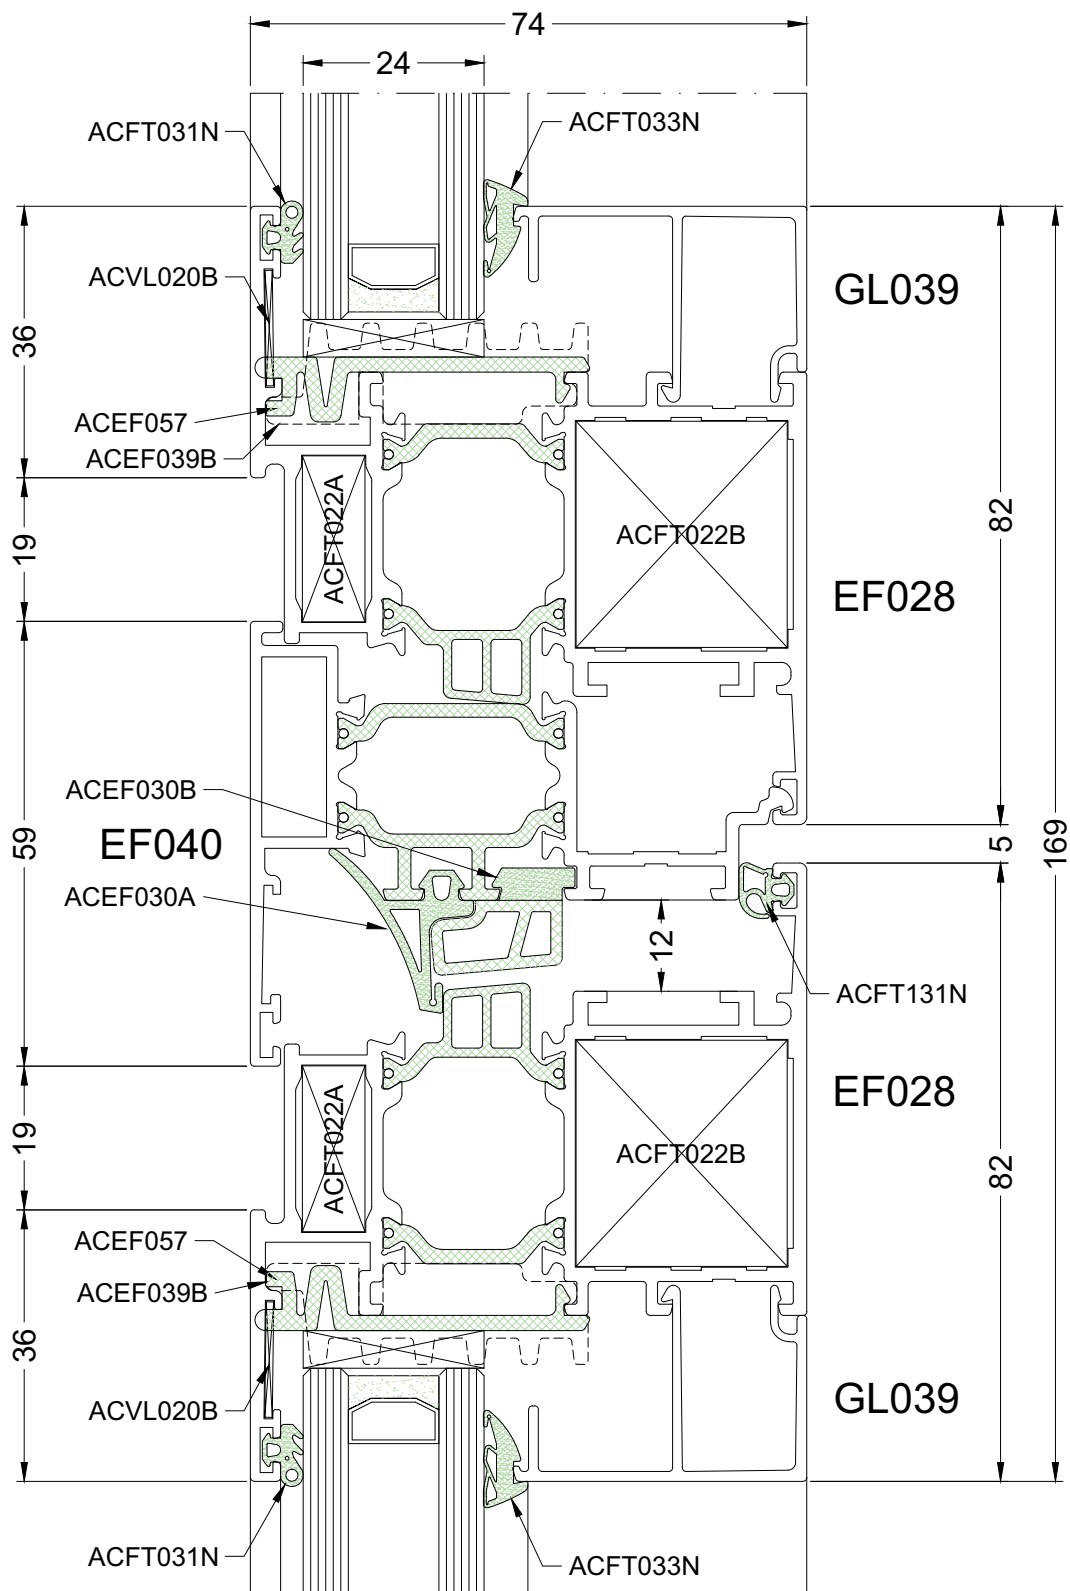 74
24
ACFT031N
ACFT033N
ACVL020B
GL039
36
ACEF057
ACEF039B
ACFT022A
ACFT022B
82
19
EF028
ACEF030B
EF040
59
5
169
ACEF030A
12
ACFT131N
EF028
19
ACFT022A
ACFT022B
82
ACEF057
ACEF039B
36
ACVL020B
GL039
ACFT031N
ACFT033N